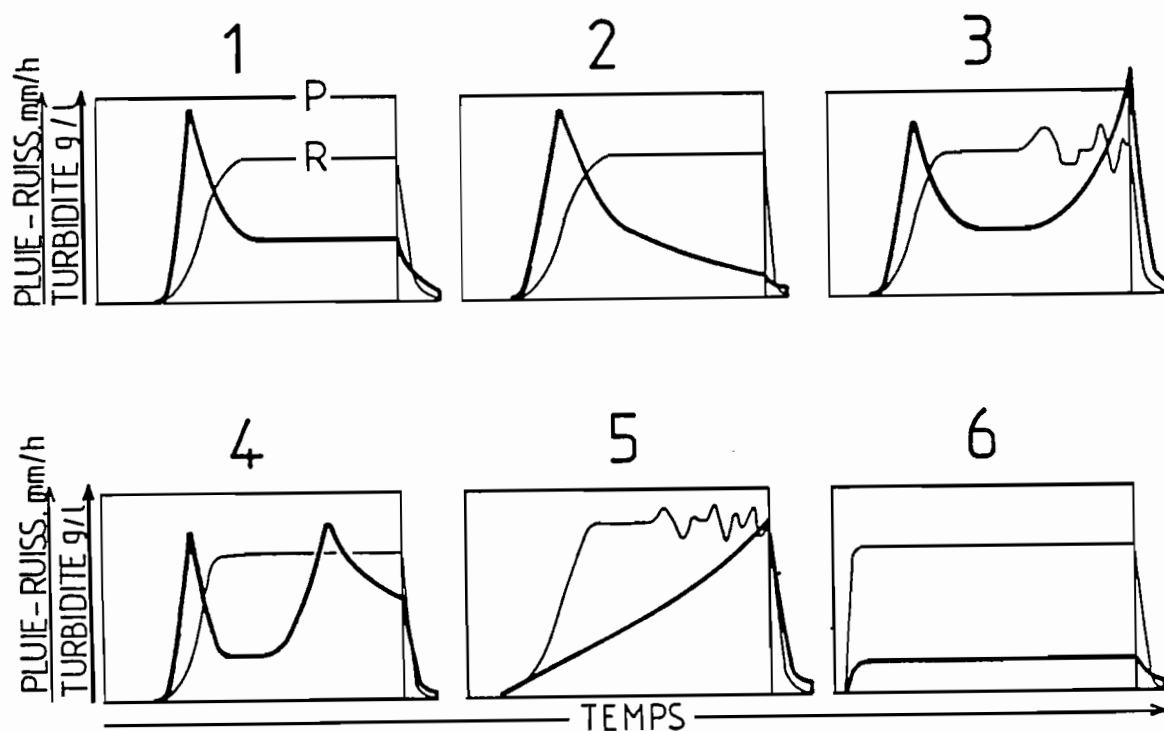 1
2
3
PLUIE-RUISS. mm/h
TURBIDITE g/l
P
R
4
5
6
PLUIE-RUISS. mm/h
TURBIDITE g/l
TEMPS